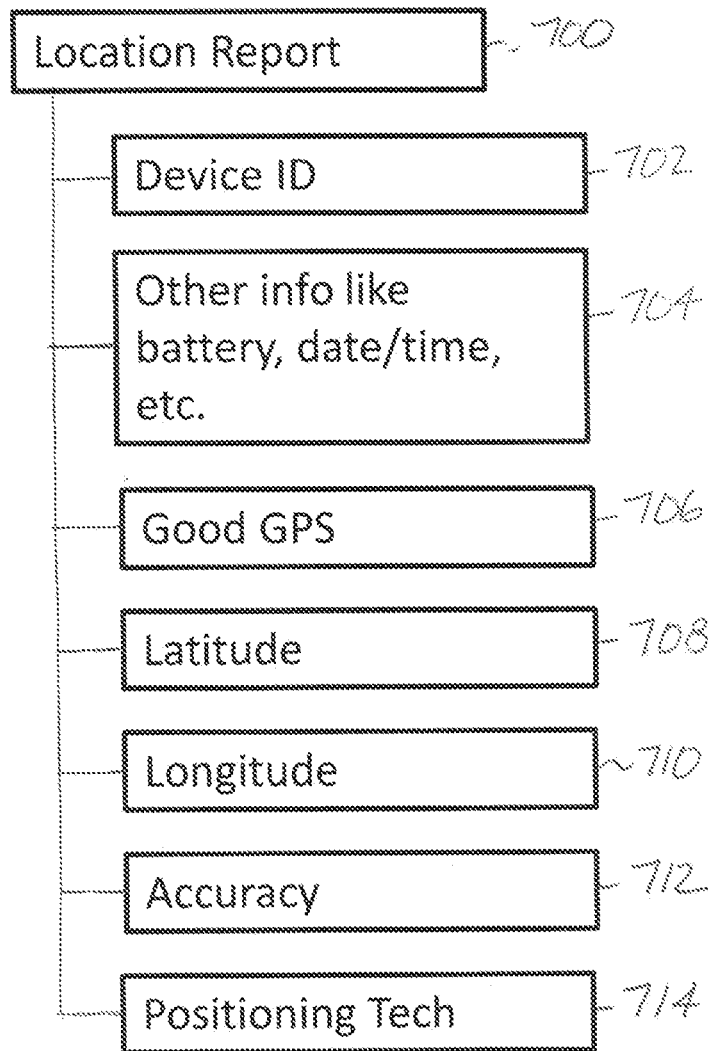 Location Report 700
Device ID 702
Other info like
battery, date/time, 704
etc.
Good GPS 706
Latitude 708
Longitude 710
Accuracy 712
Positioning Tech 714